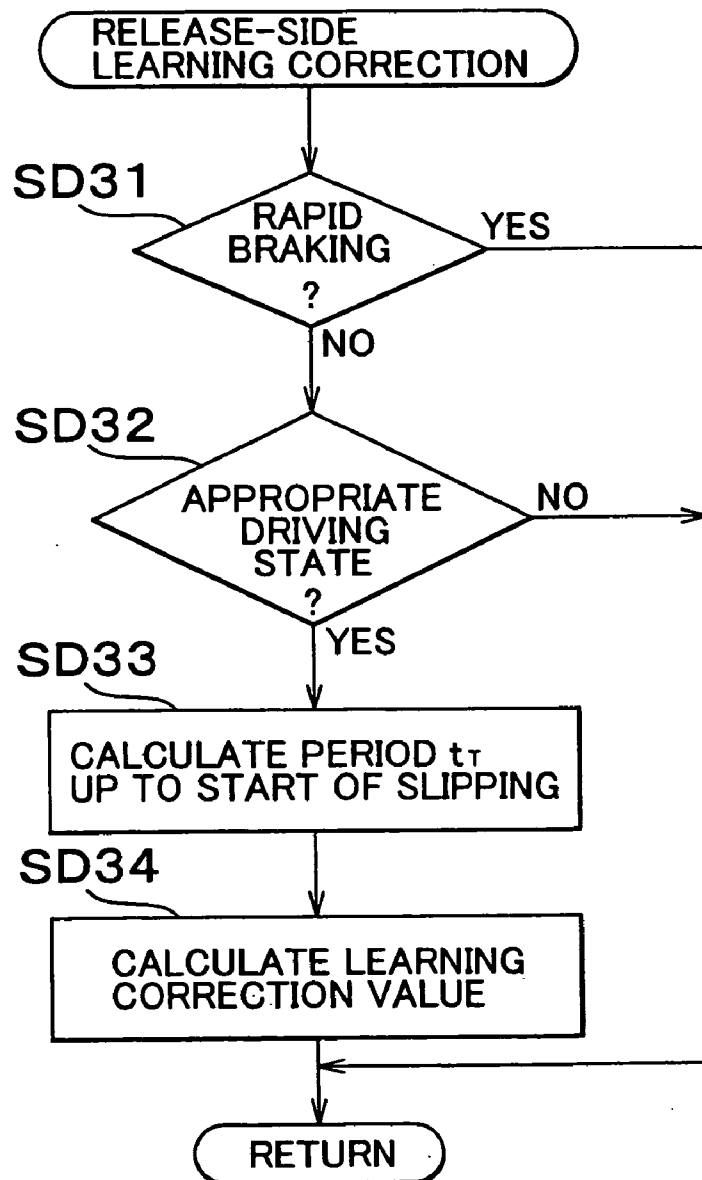 RELEASE-SIDE
LEARNING CORRECTION
SD31
RAPID
BRAKING
?
YES
NO
SD32
APPROPRIATE
DRIVING
STATE
?
NO
YES
SD33
CALCULATE PERIOD tT
UP TO START OF SLIPPING
SD34
CALCULATE LEARNING
CORRECTION VALUE
RETURN